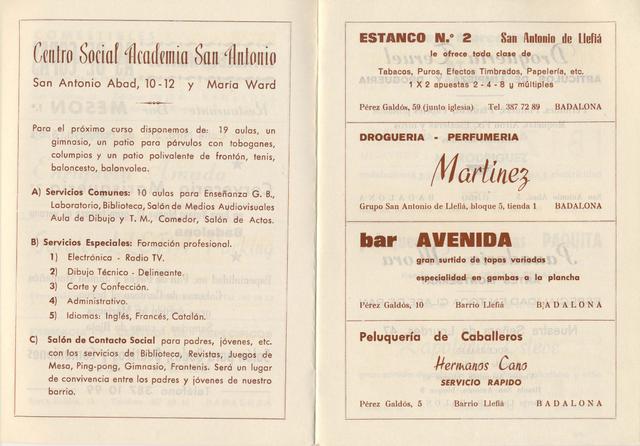 Centro Social Academia San Antonio
San Antonio Abad, 10-12 y María Ward
Para el próximo curso disponemos de: 19 aulas, un
gimnasio, un patio para párvulos con toboganes,
columpios y un patio polivalente de frontón, tenis,
baloncesto, balonvolea.
A) Servicios Comunes: 10 aulas para Enseñanza G. B.,
Laboratorio, Biblioteca, Salón de Medios Audiovisuales
Aula de Dibujo y T. M., Comedor, Salón de Actos.
B) Servicios Especiales: Formación profesional.
1) Electrónica - Radio TV.
2) Dibujo Técnico - Delineante.
3) Corte y Confección.
4) Administrativo.
5) Idiomas: Inglés, Francés, Catalán.
C) Salón de Contacto Social para padres, jóvenes, etc.
con los servicios de Biblioteca, Revistas, Juegos de
Mesa, Ping-pong, Gimnasio, Frontenis. Será un lugar
de convivencia entre los padres y jóvenes de nuestro
barrio.
ESTANCO N.º 2 San Antonio de Llefiá
le ofrece toda clase de
Tabacos, Puros, Efectos Timbrados, Papelería, etc.
1 X 2 apuestas 2 - 4 - 8 y múltiples
Pérez Galdós, 59 (junto iglesia) Tel. 387 72 89 BADALONA
DROGUERIA - PERFUMERIA
Martinez
Grupo San Antonio de Llefiá, bloque 5, tienda 1 BADALONA
bar AVENIDA
gran surtido de tapas variadas
especialidad en gambas a la plancha
Pérez Galdós, 10 Barrio Llefiá BADALONA
Peluquería de Caballeros
Hermanos Cano
SERVICIO RAPIDO
Pérez Galdós, 5 Barrio Llefiá BADALONA